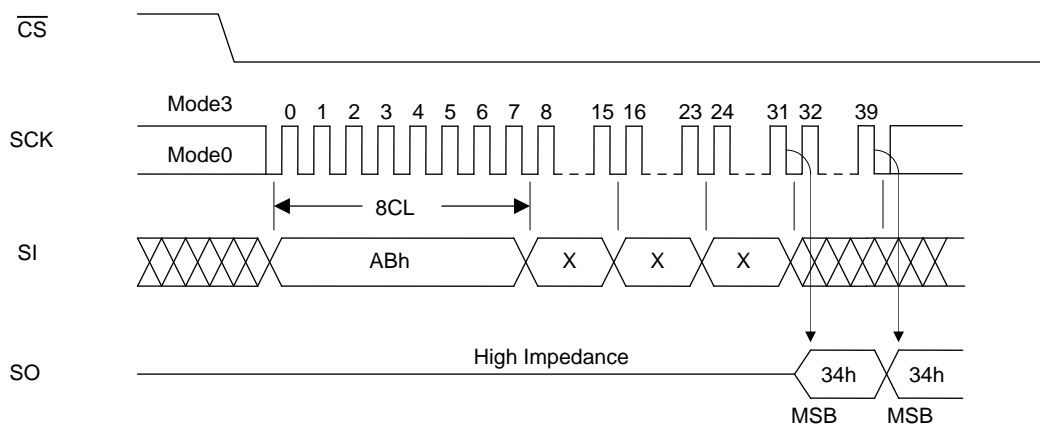 CS
Mode3
0 1 2 3 4 5 6 7 8 15 16 23 24 31 32 39
SCK
Mode0
8CL
SI
ABh X X X
High Impedance
SO
34h 34h
MSB MSB